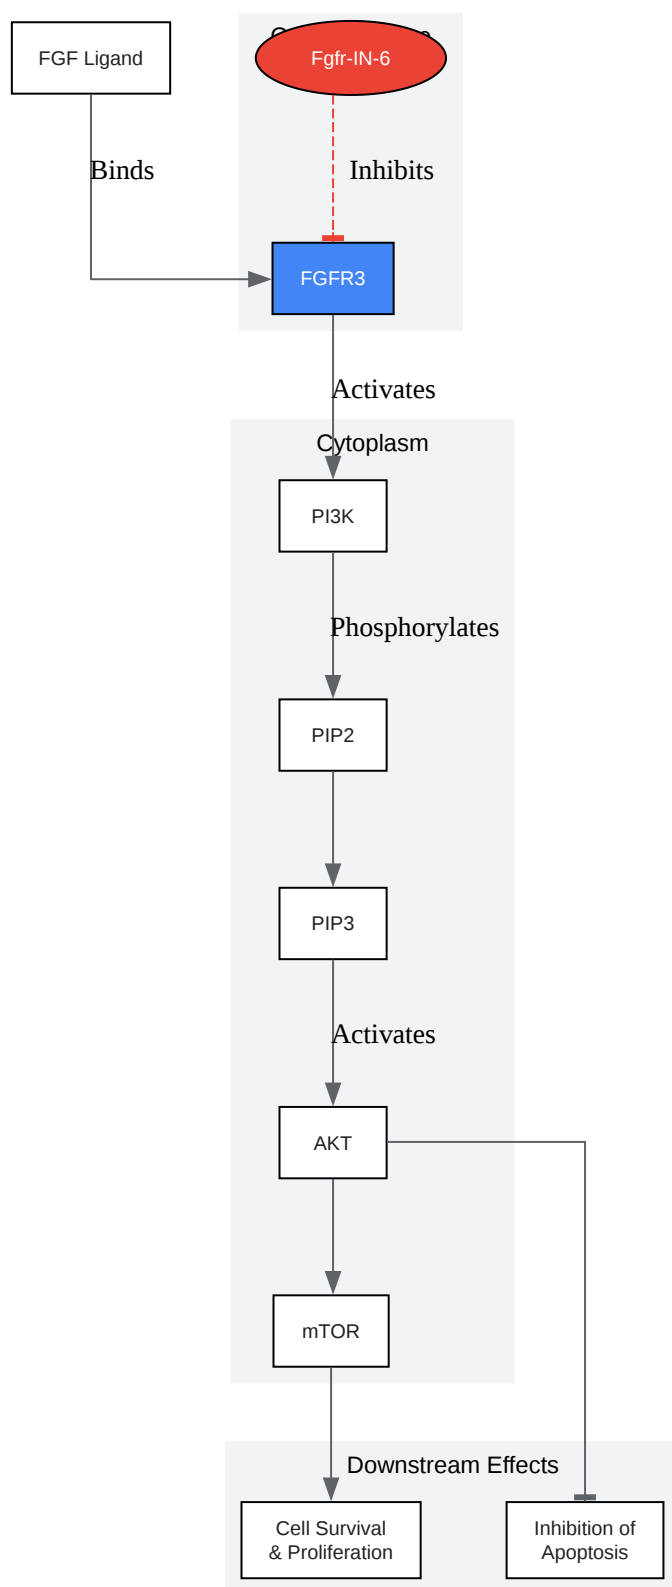 FGF Ligand
Fgfr-IN-6
Binds
Inhibits
FGFR3
Activates
Cytoplasm
PI3K
Phosphorylates
PIP2
PIP3
Activates
AKT
mTOR
Downstream Effects
Cell Survival
& Proliferation
Inhibition of
Apoptosis